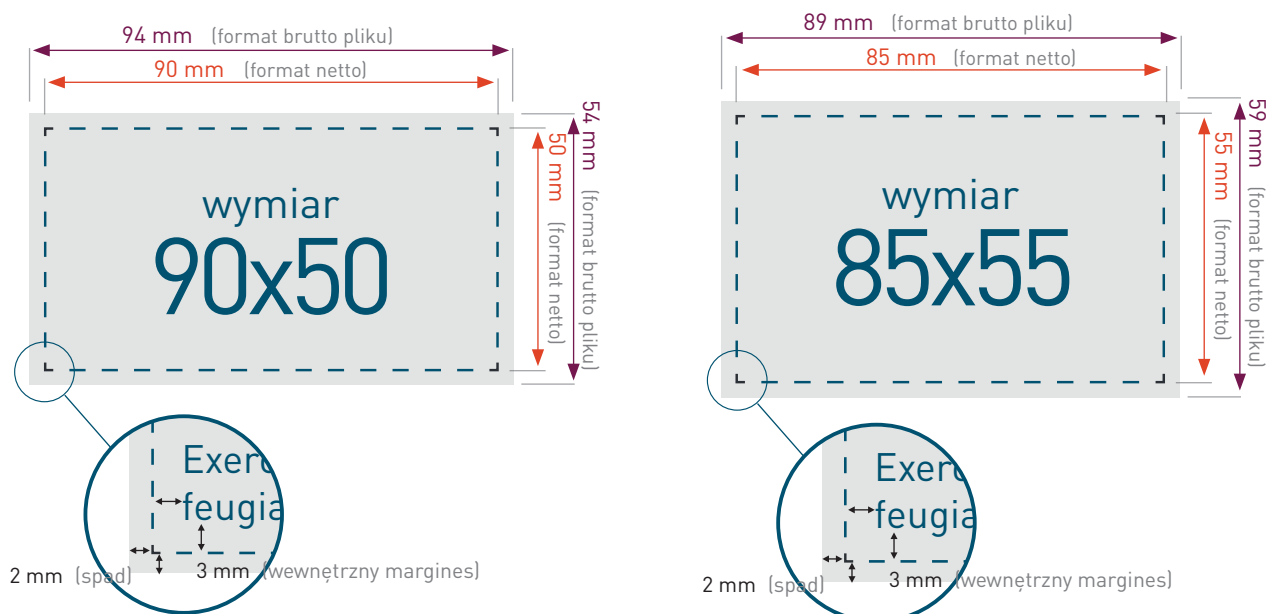 94 mm (format brutto pliku)
90 mm (format netto)
54 mm (format brutto pliku)
50 mm (format netto)
wymiar
90x50
Exerc
feugia
2 mm (spad)
3 mm (wewnętrzny margines)
89 mm (format brutto pliku)
85 mm (format netto)
59 mm (format brutto pliku)
55 mm (format netto)
wymiar
85x55
Exerc
feugia
2 mm (spad)
3 mm (wewnętrzny margines)